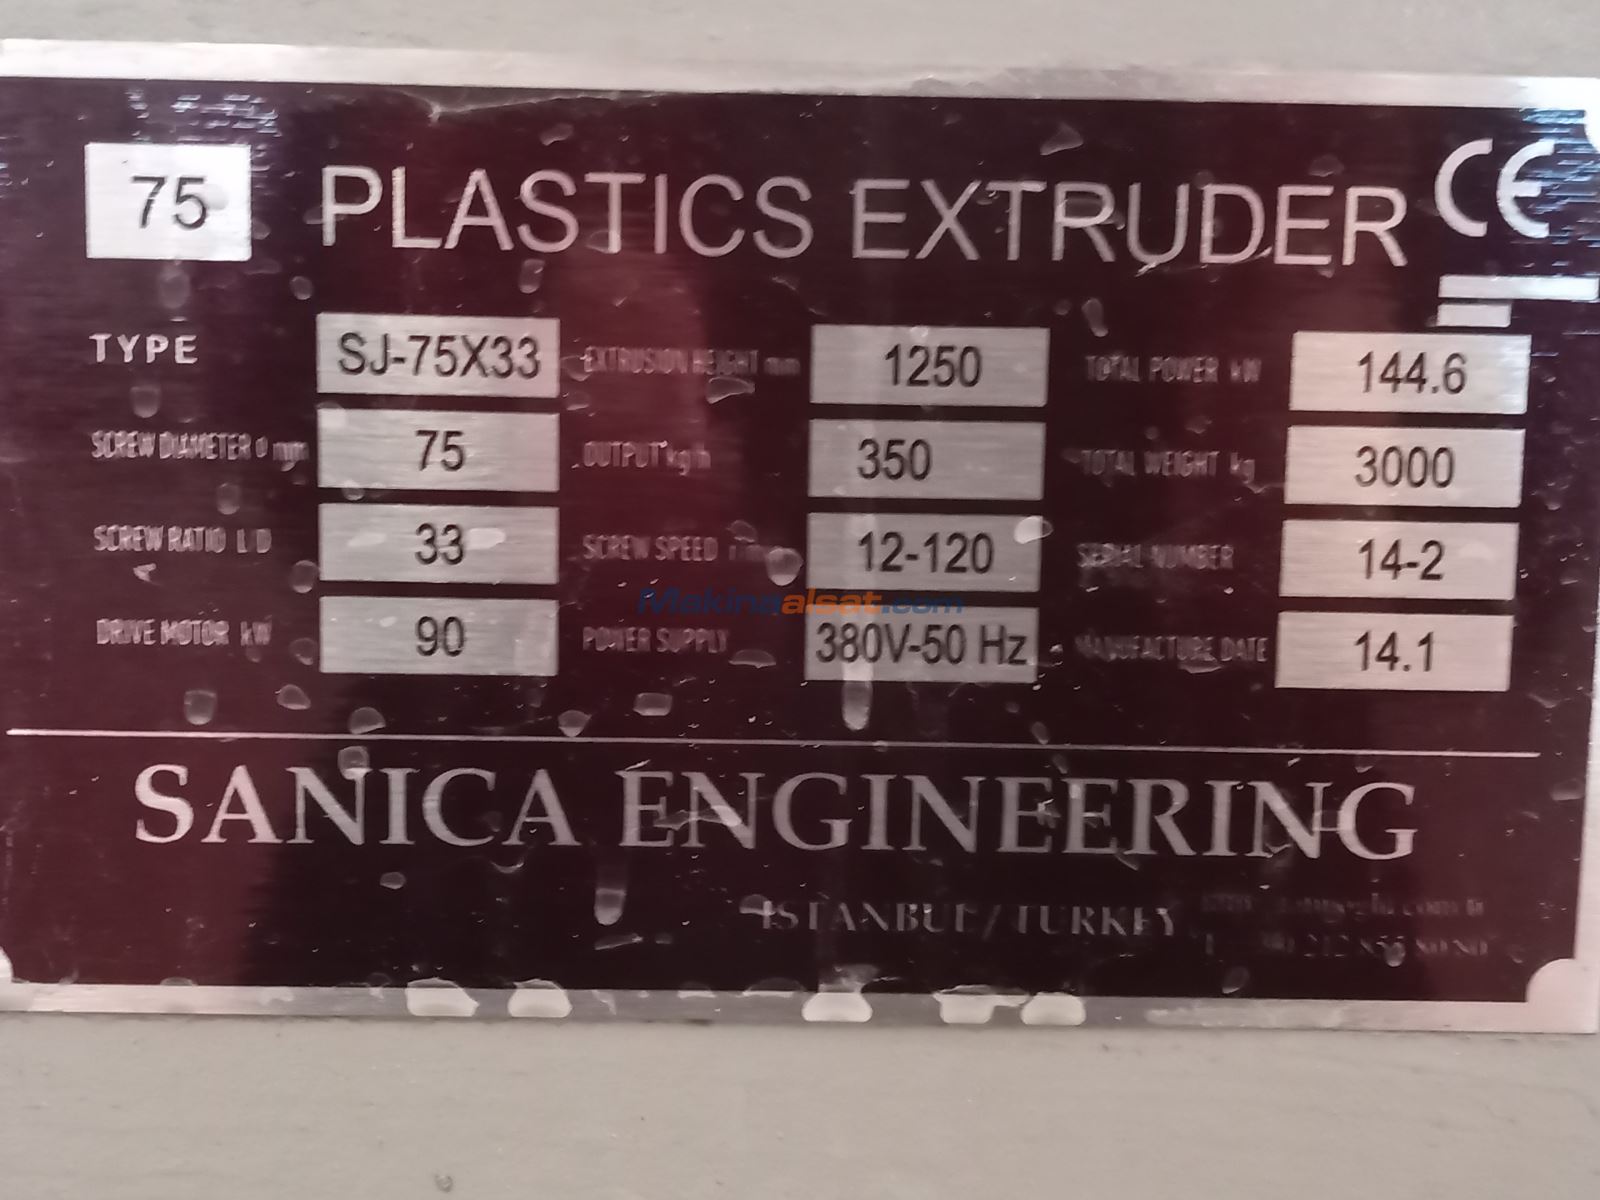 75 PLASTICS EXTRUDER CE
TYPE SJ-75X33 EXTRUSION HEIGHT mm 1250 TOTAL POWER kW 144.6
SCREW DIAMETER Ø mm 75 OUTPUT kg/h 350 TOTAL WEIGHT kg 3000
SCREW RATIO L/D 33 SCREW SPEED 12-120 SERIAL NUMBER 14-2
Makinaalsat.com
DRIVE MOTOR kW 90 POWER SUPPLY 380V-50 Hz MANUFACTURE DATE 14.1
SANICA ENGINEERING
ISTANBUL/TURKEY